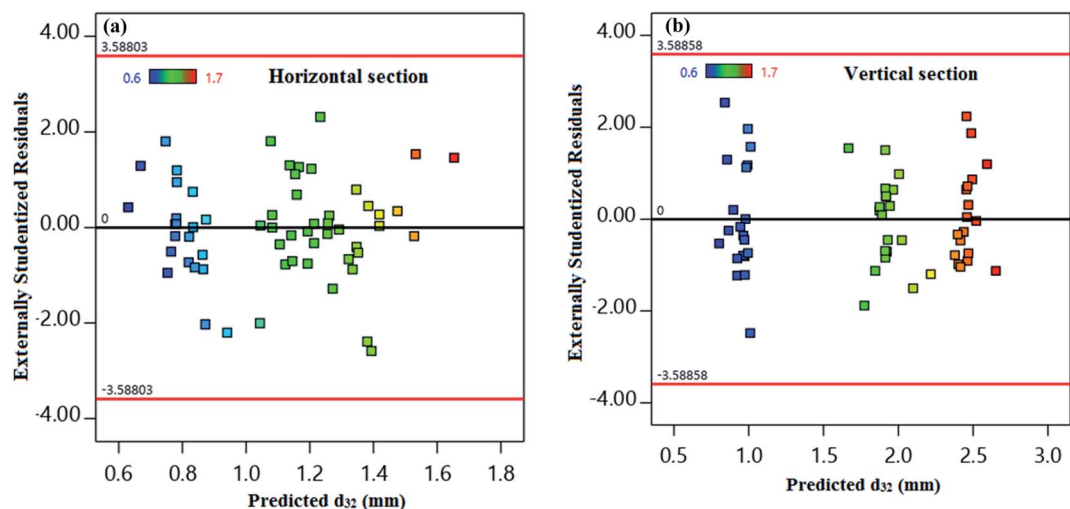 (a)
4.00
3.58803
0.6
1.7
Horizontal section
2.00
0.00
0
-2.00
-3.58803
-4.00
Externally Studentized Residuals
0.6 0.8 1.0 1.2 1.4 1.6 1.8
Predicted d32 (mm)
(b)
4.00
3.58858
0.6
1.7
Vertical section
2.00
0.00
0
-2.00
-3.58858
-4.00
Externally Studentized Residuals
0.5 1.0 1.5 2.0 2.5 3.0
Predicted d32 (mm)